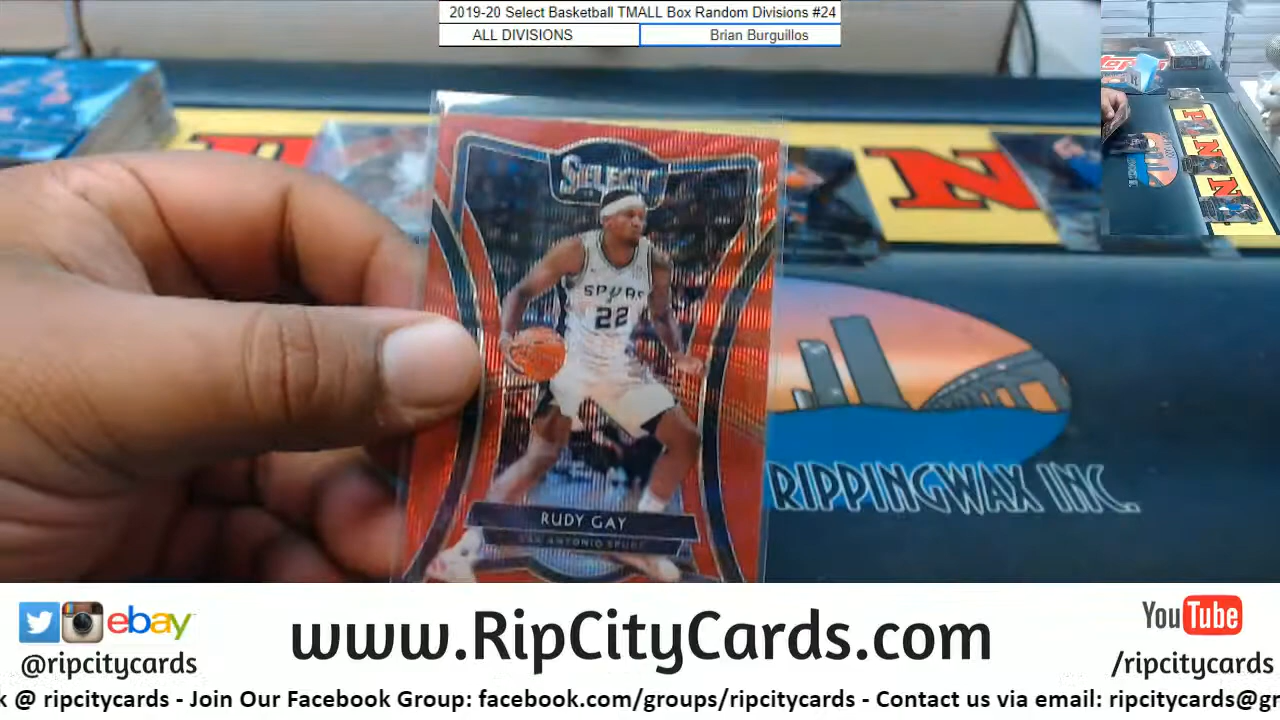 2019-20 Select Basketball TMALL Box Random Divisions #24
ALL DIVISIONS Brian Burguillos
SELECT
SPURS
22
RUDY GAY
SAN ANTONIO SPURS
N
RIPPINGWAX INC.
ebay
@ripcitycards
www.RipCityCards.com
YouTube
/ripcitycards
k @ ripcitycards - Join Our Facebook Group: facebook.com/groups/ripcitycards - Contact us via email: ripcitycards@g